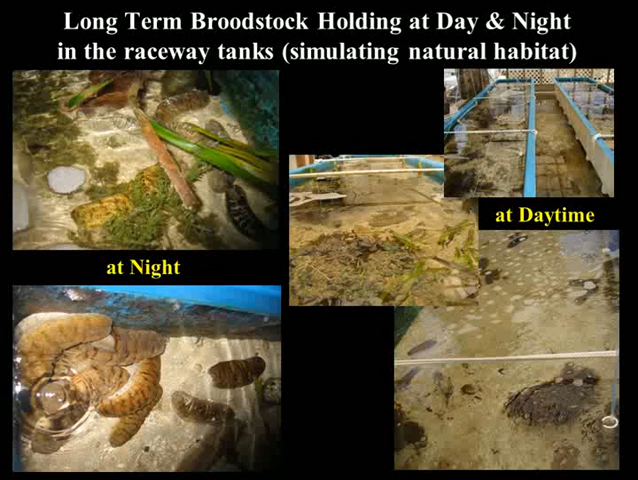 Long Term Broodstock Holding at Day & Night
in the raceway tanks (simulating natural habitat)
at Daytime
at Night